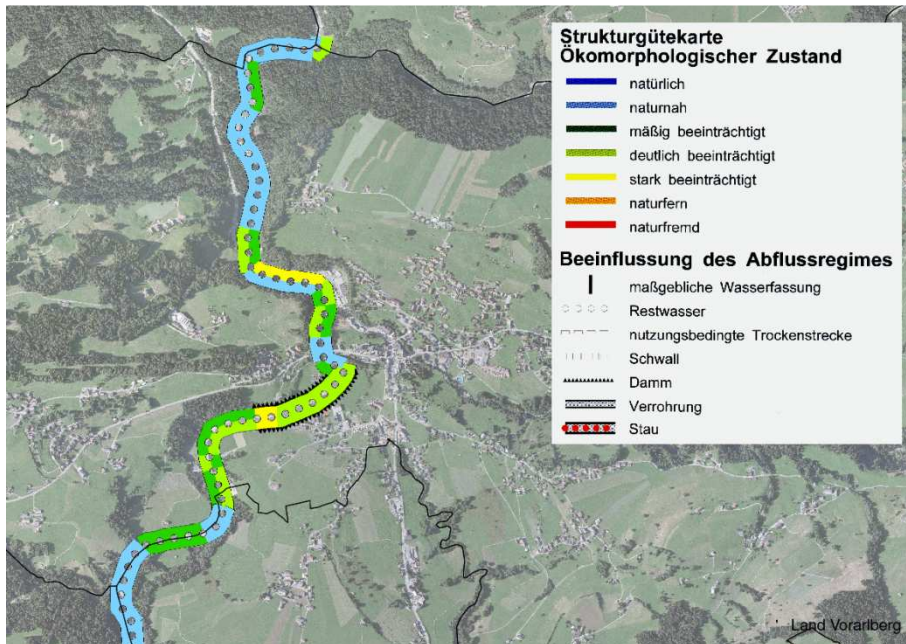 Strukturgütekarte
Ökomorphologischer Zustand
natürlich
naturnah
mäßig beeinträchtigt
deutlich beeinträchtigt
stark beeinträchtigt
naturfern
naturfremd
Beeinflussung des Abflussregimes
maßgebliche Wasserfassung
Restwasser
nutzungsbedingte Trockenstrecke
Schwall
Damm
Verrohrung
Stau
Land Vorarlberg